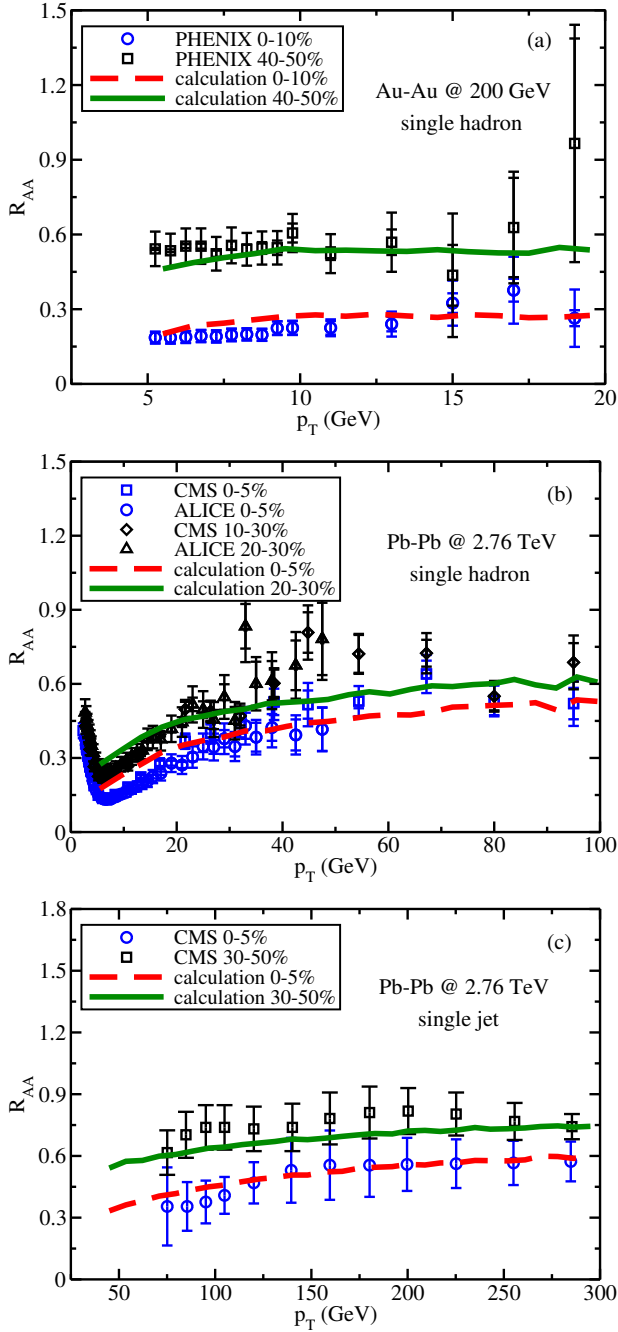 1.5
1.2
0.9
0.6
0.3
0
R_AA
PHENIX 0-10%
PHENIX 40-50%
calculation 0-10%
calculation 40-50%
(a)
Au-Au @ 200 GeV
single hadron
5
10
15
20
p_T (GeV)
1.5
1.2
0.9
0.6
0.3
0
R_AA
CMS 0-5%
ALICE 0-5%
CMS 10-30%
ALICE 20-30%
calculation 0-5%
calculation 20-30%
(b)
Pb-Pb @ 2.76 TeV
single hadron
0
20
40
60
80
100
p_T (GeV)
1.8
1.5
1.2
0.9
0.6
0.3
0
R_AA
CMS 0-5%
CMS 30-50%
calculation 0-5%
calculation 30-50%
(c)
Pb-Pb @ 2.76 TeV
single jet
50
100
150
200
250
300
p_T (GeV)